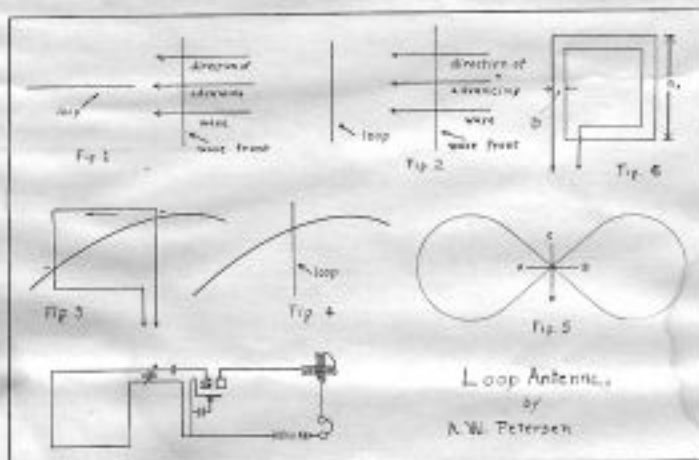 direction of
advancing
wave
loop
wave front
Fig 1
direction of
advancing
wave
loop
wave front
Fig. 2
Fig. 6
Fig. 3
loop
Fig. 4
C
A
B
Fig. 5
Loop Antenna
by
A.W. Petersen